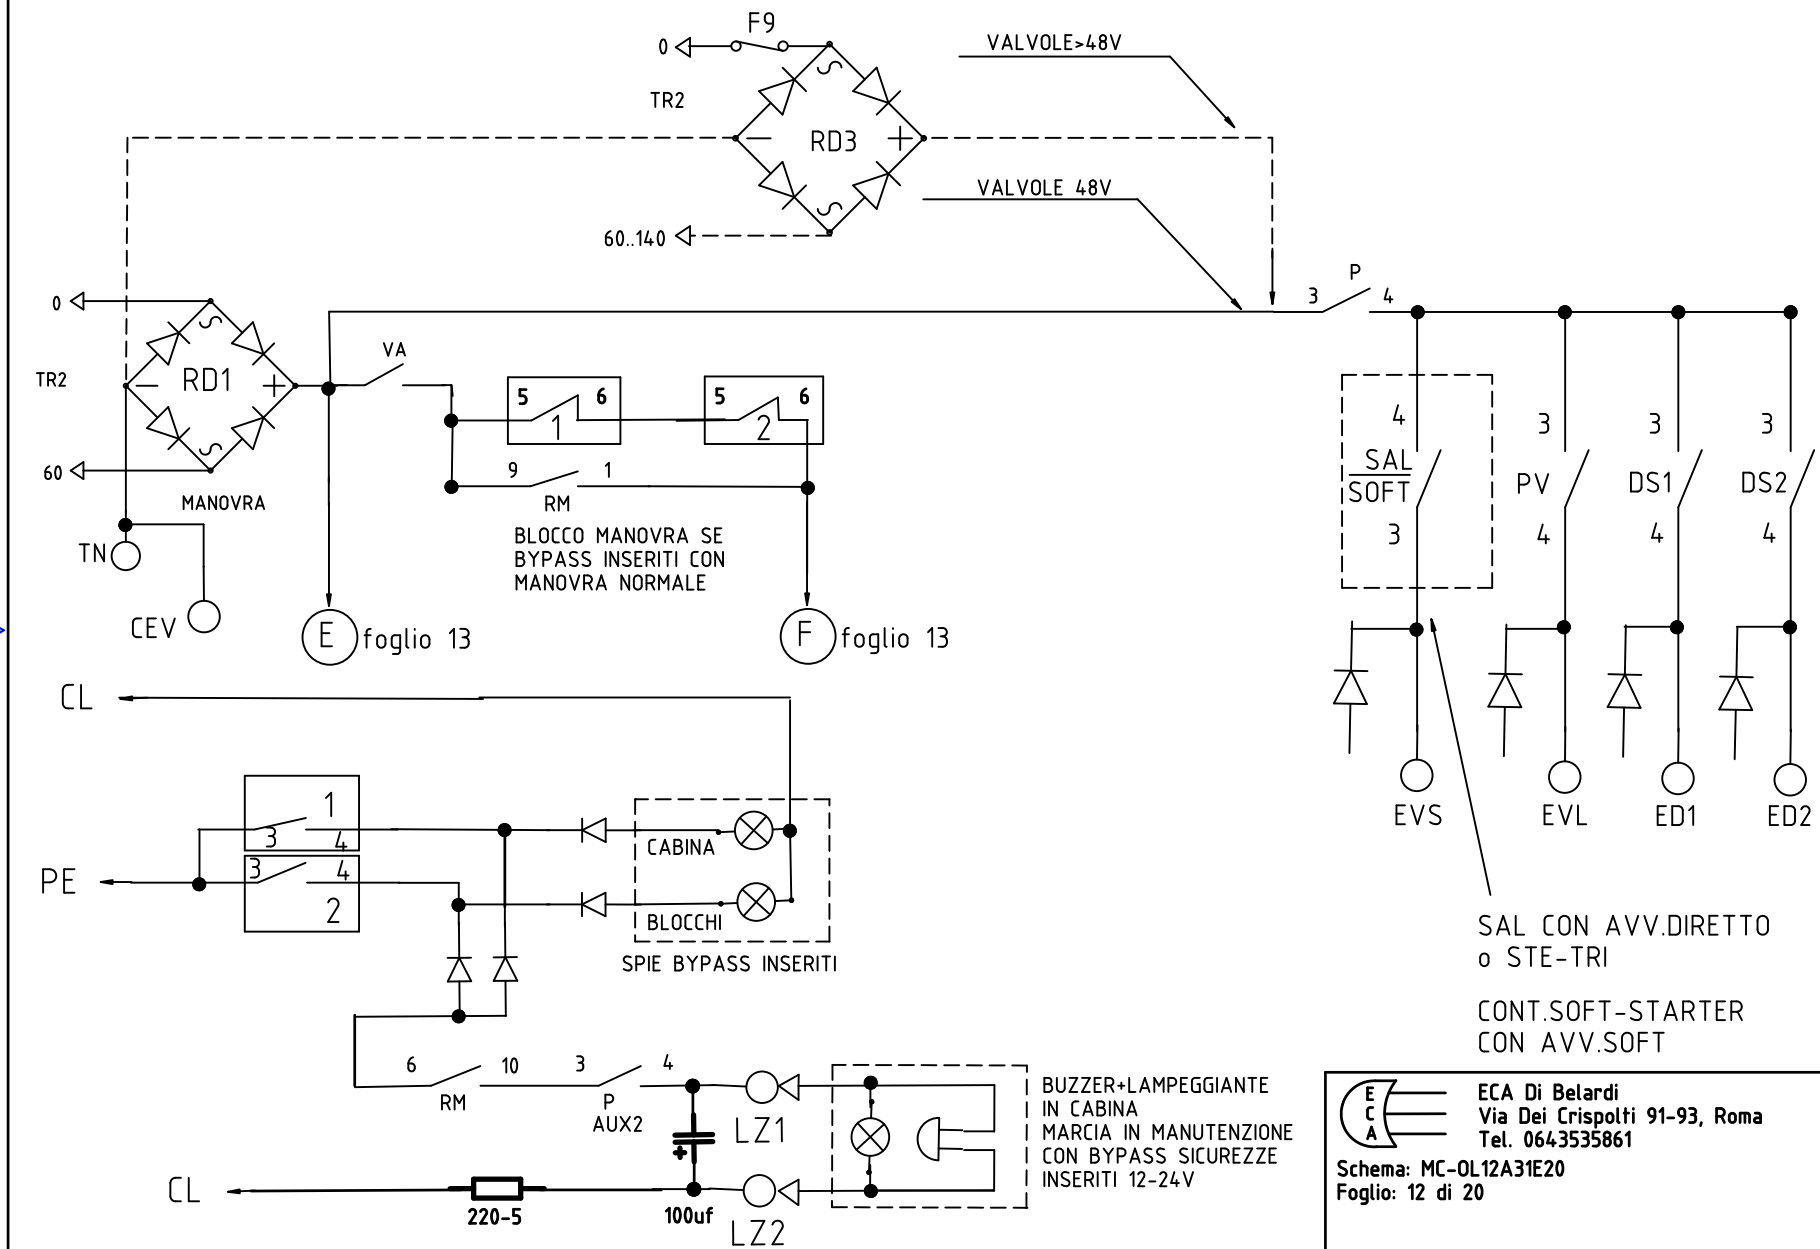 F9
0
VALVOLE>48V
TR2
RD3
VALVOLE 48V
60..140
P
3 4
0
VA
TR2
RD1
5 6
1
5 6
2
60
9 1
RM
MANOVRA
BLOCCO MANOVRA SE
BYPASS INSERITI CON
MANOVRA NORMALE
TN
CEV
E foglio 13
F foglio 13
4
SAL
SOFT
3
3
PV
4
3
DS1
4
3
DS2
4
EVS
EVL
ED1
ED2
CL
1
3 4
PE
3 4
2
CABINA
BLOCCHI
SPIE BYPASS INSERITI
SAL CON AVV.DIRETTO
o STE-TRI
CONT.SOFT-STARTER
CON AVV.SOFT
6 10
RM
3 4
P
AUX2
LZ1
BUZZER+LAMPEGGIANTE
IN CABINA
MARCIA IN MANUTENZIONE
CON BYPASS SICUREZZE
INSERITI 12-24V
CL
220-5
+
100uf
LZ2
E
C
A
ECA Di Belardi
Via Dei Crispolti 91-93, Roma
Tel. 0643535861
Schema: MC-OL12A31E20
Foglio: 12 di 20